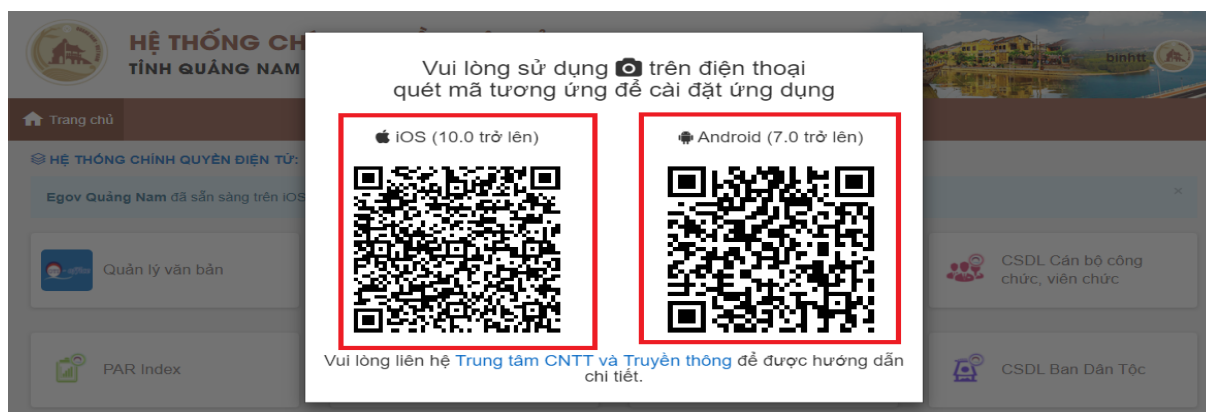 HỆ THỐNG CH
TỈNH QUẢNG NAM
binhtt
Trang chủ
HỆ THỐNG CHÍNH QUYỀN ĐIỆN TỬ:
Egov Quảng Nam đã sẵn sàng trên iOS
×
Vui lòng sử dụng trên điện thoại
quét mã tương ứng để cài đặt ứng dụng
iOS (10.0 trở lên)
Android (7.0 trở lên)
Vui lòng liên hệ Trung tâm CNTT và Truyền thông để được hướng dẫn
chi tiết.
Quản lý văn bản
CSDL Cán bộ công
chức, viên chức
PAR Index
CSDL Ban Dân Tộc